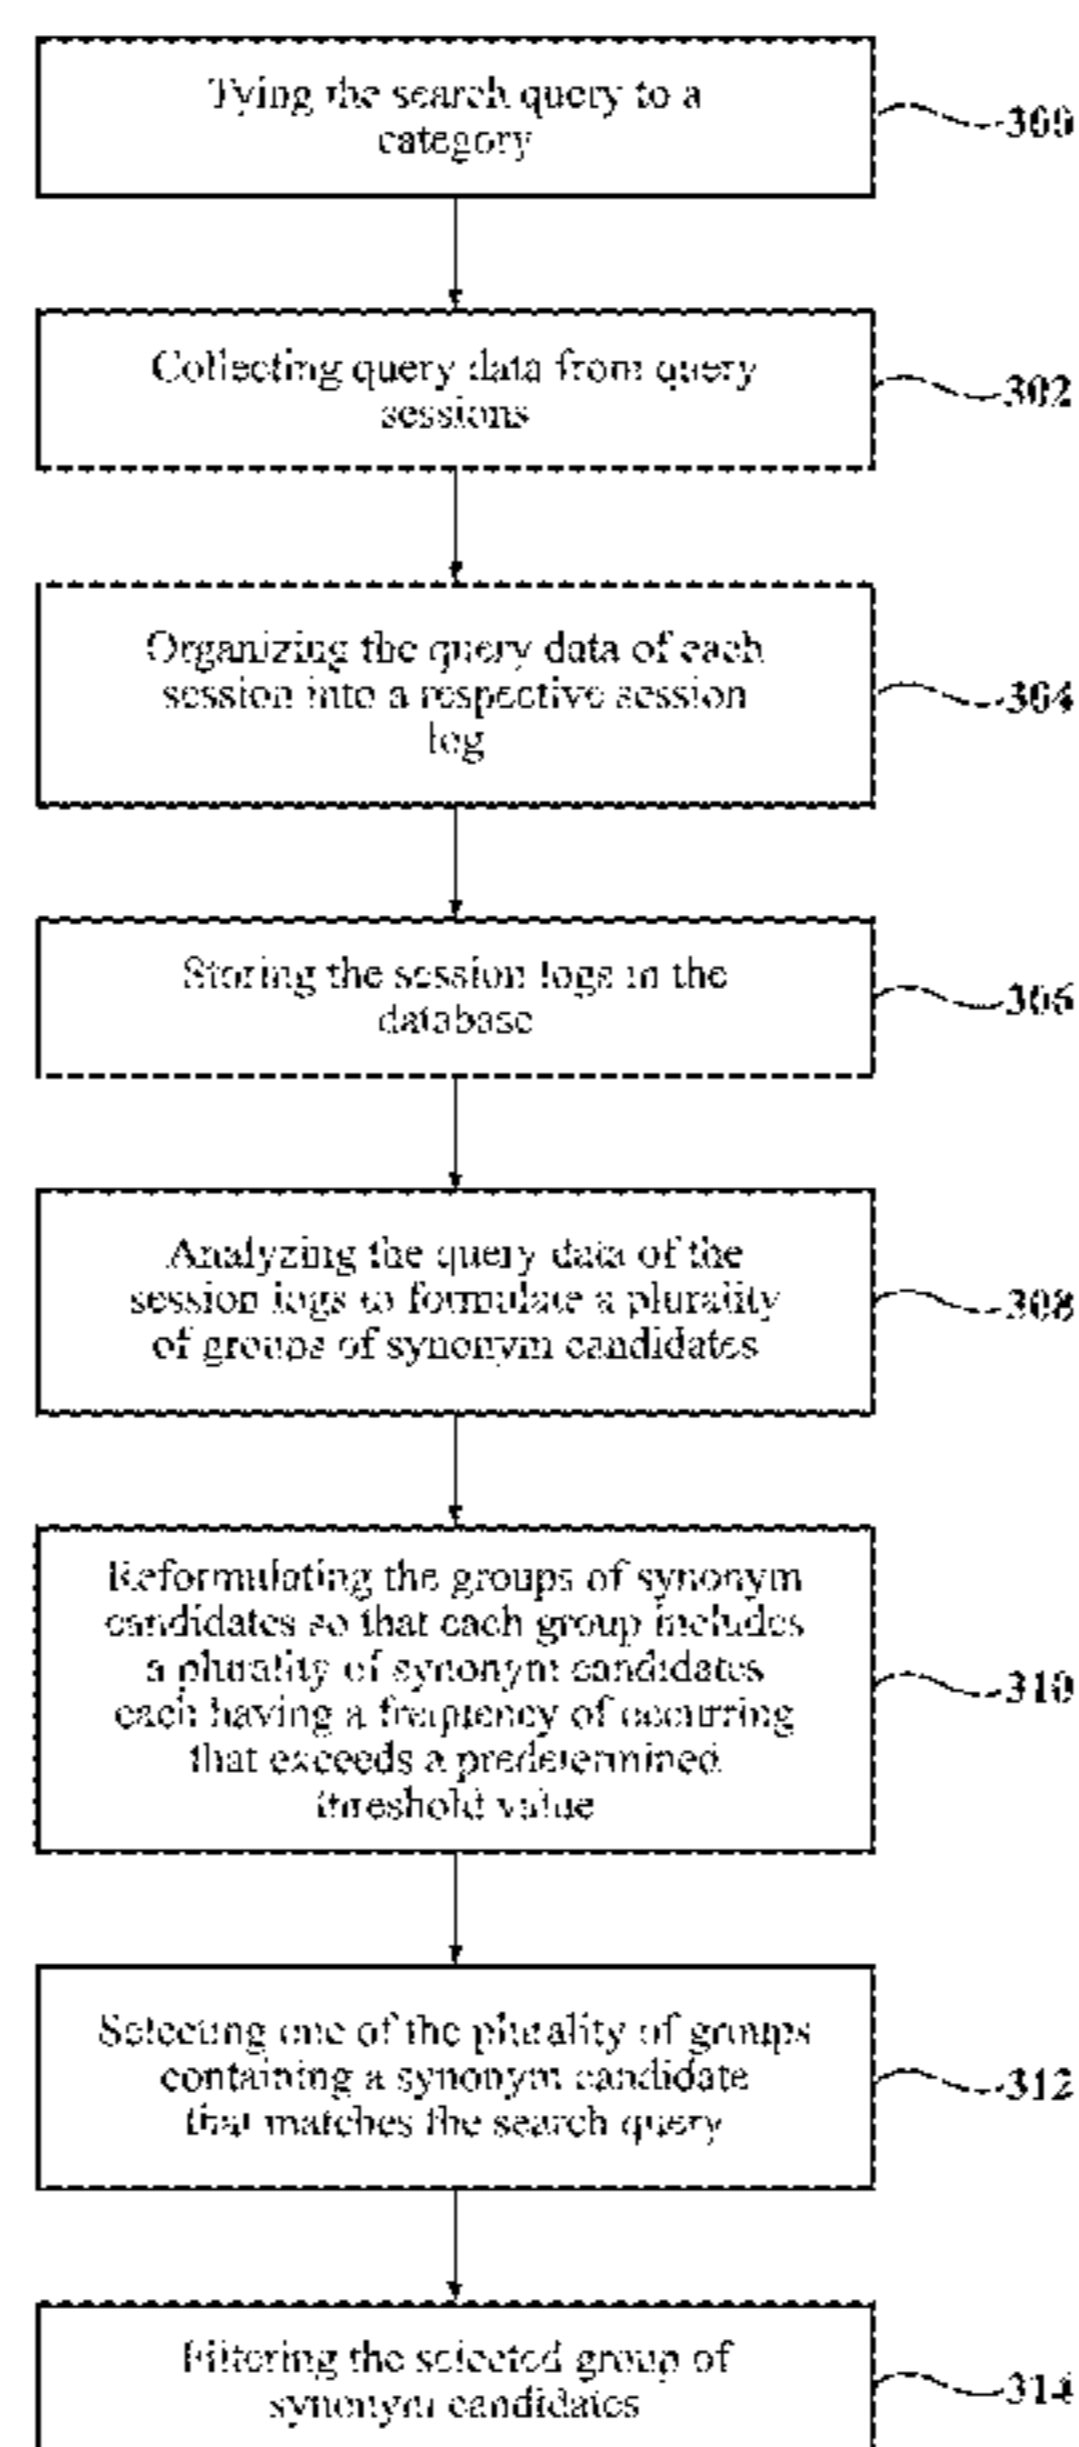 Tying the search query to a
category
300
Collecting query data from query
sessions
302
Organizing the query data of each
session into a respective session
log
304
Storing the session logs in the
database
306
Analyzing the query data of the
session logs to formulate a plurality
of groups of synonym candidates
308
Reformulating the groups of synonym
candidates so that each group includes
a plurality of synonym candidates
each having a frequency of occurring
that exceeds a predetermined
threshold value
310
Selecting one of the plurality of groups
containing a synonym candidate
that matches the search query
312
Filtering the selected group of
synonym candidates
314